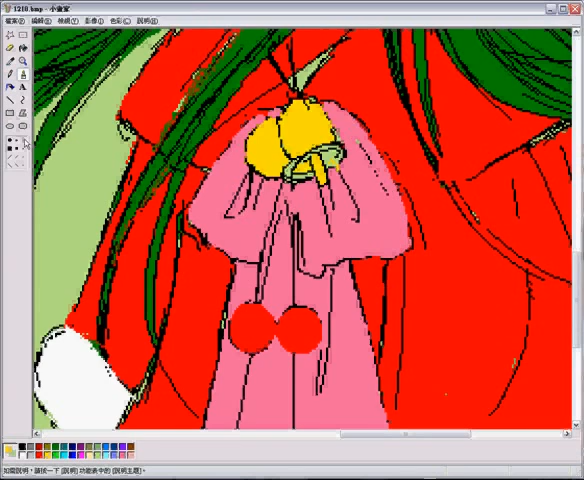 1218.bmp - 小畫家
檔案(F) 編輯(E) 檢視(V) 影像(I) 色彩(C) 說明(H)
A
如需說明，請按一下 [說明] 功能表中的 [說明主題]。